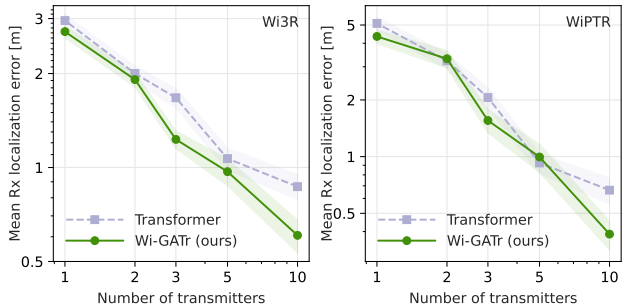 Wi3R
Mean Rx localization error [m]
3
2
1
0.5
Transformer
Wi-GATr (ours)
1 2 3 5 10
Number of transmitters
WiPTR
Mean Rx localization error [m]
5
2
1
0.5
Transformer
Wi-GATr (ours)
1 2 3 5 10
Number of transmitters